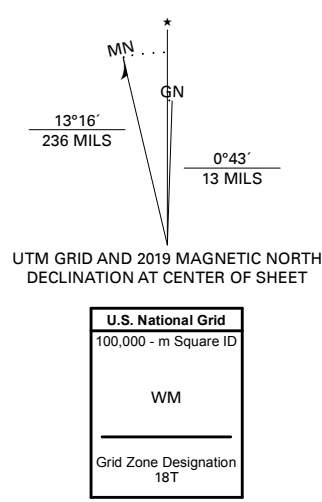 MN
GN
13°16´
236 MILS
0°43´
13 MILS
UTM GRID AND 2019 MAGNETIC NORTH
DECLINATION AT CENTER OF SHEET
U.S. National Grid
100,000 - m Square ID
WM
Grid Zone Designation
18T